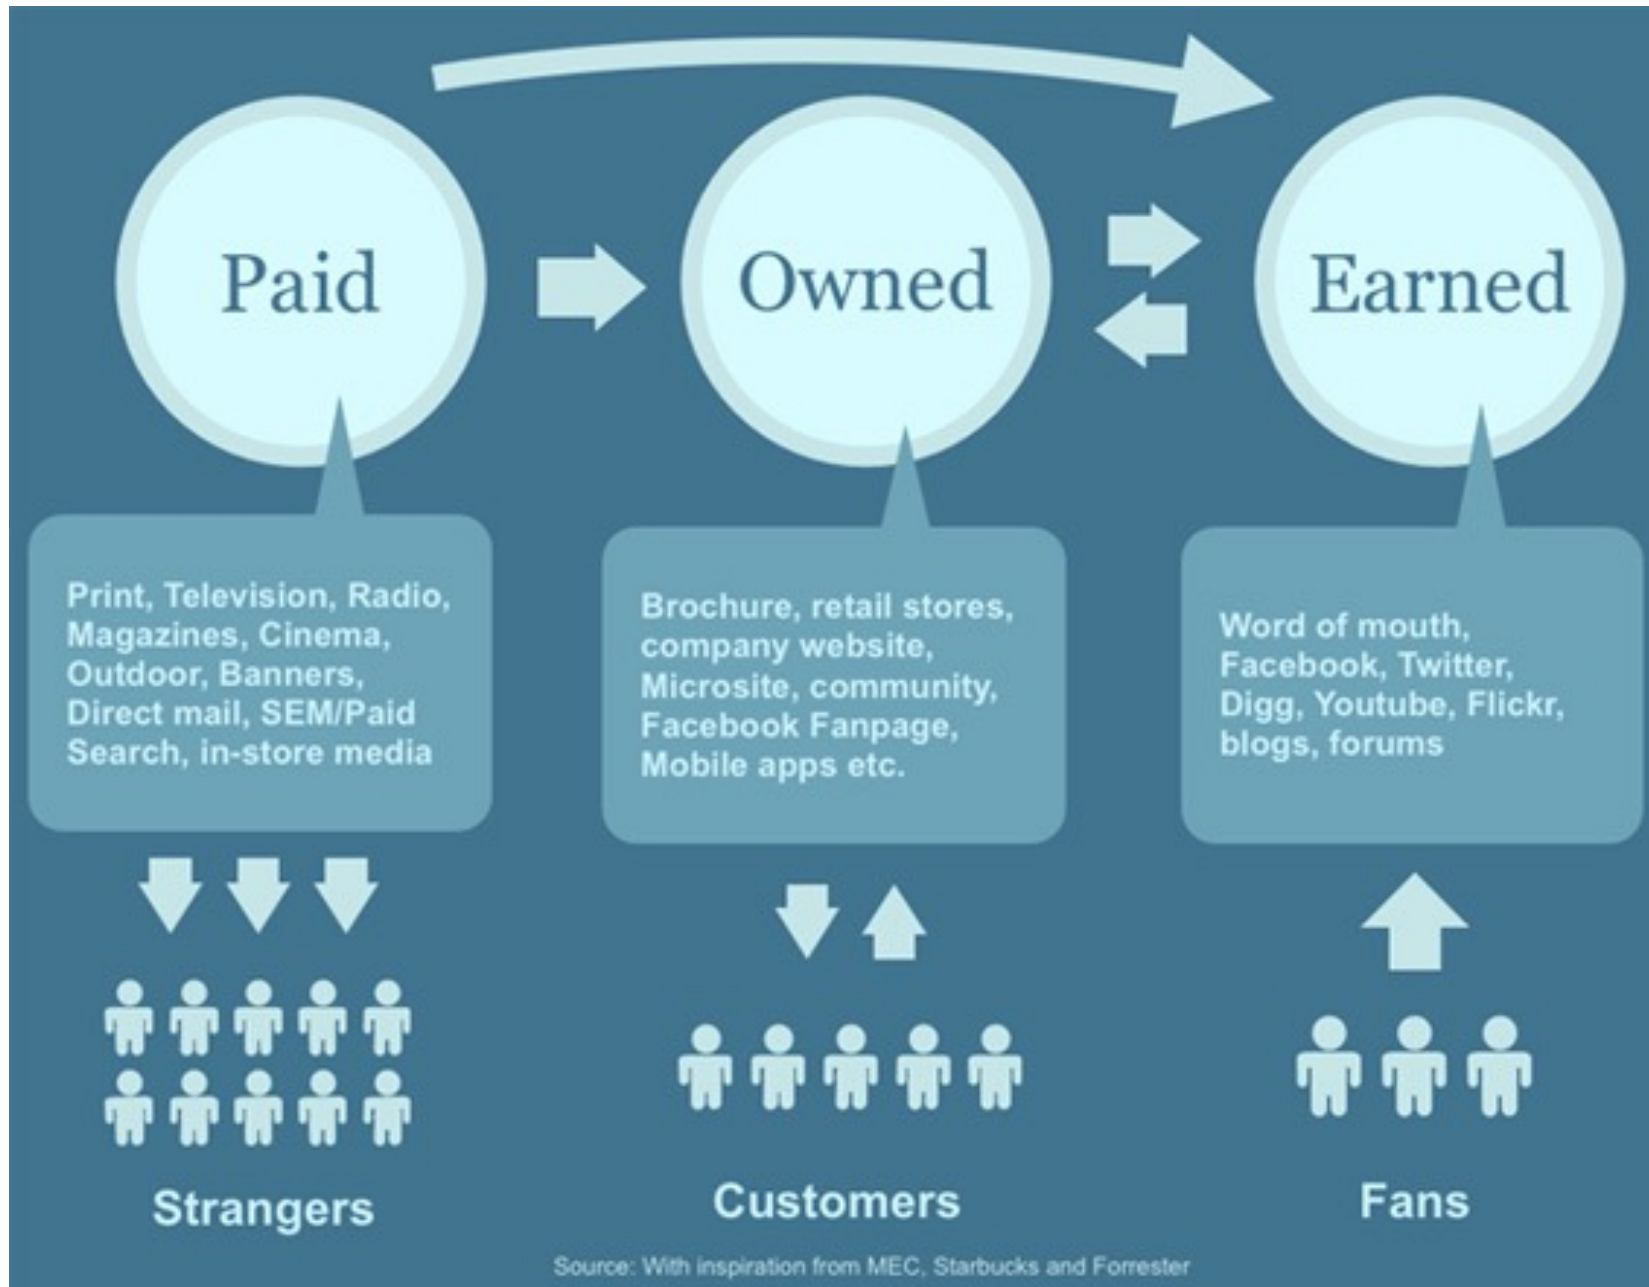 Paid
Owned
Earned
Print, Television, Radio,
Magazines, Cinema,
Outdoor, Banners,
Direct mail, SEM/Paid
Search, in-store media
Brochure, retail stores,
company website,
Microsite, community,
Facebook Fanpage,
Mobile apps etc.
Word of mouth,
Facebook, Twitter,
Digg, Youtube, Flickr,
blogs, forums
Strangers
Customers
Fans
Source: With inspiration from MEC, Starbucks and Forrester